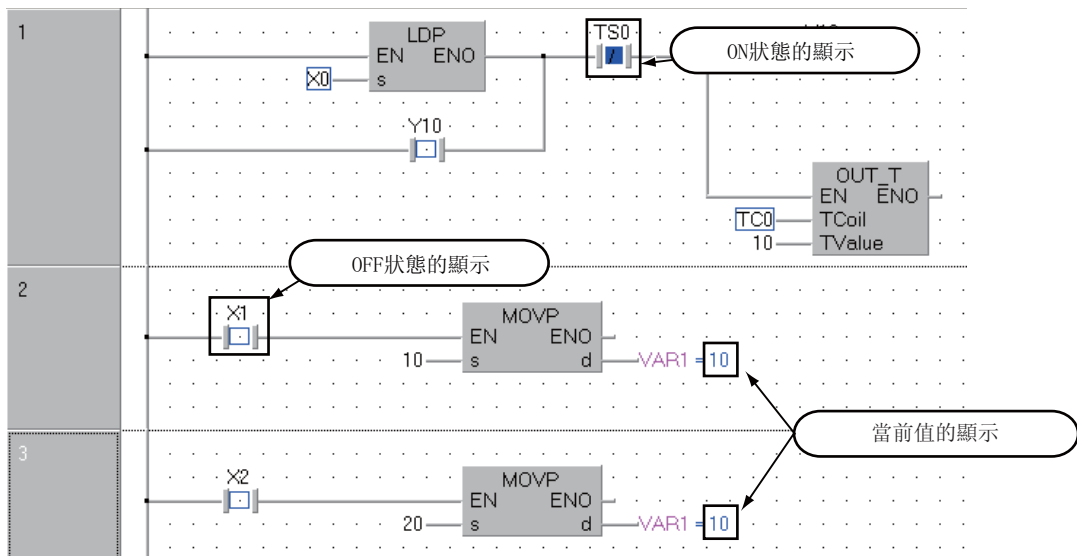 1
LDP
TS0
EN ENO
ON狀態的顯示
X0
s
Y10
OUT_T
EN ENO
TC0
TCoil
10
TValue
OFF狀態的顯示
2
X1
MOVP
EN ENO
10
s d
VAR1 = 10
當前值的顯示
3
X2
MOVP
EN ENO
20
s d
VAR1 = 10